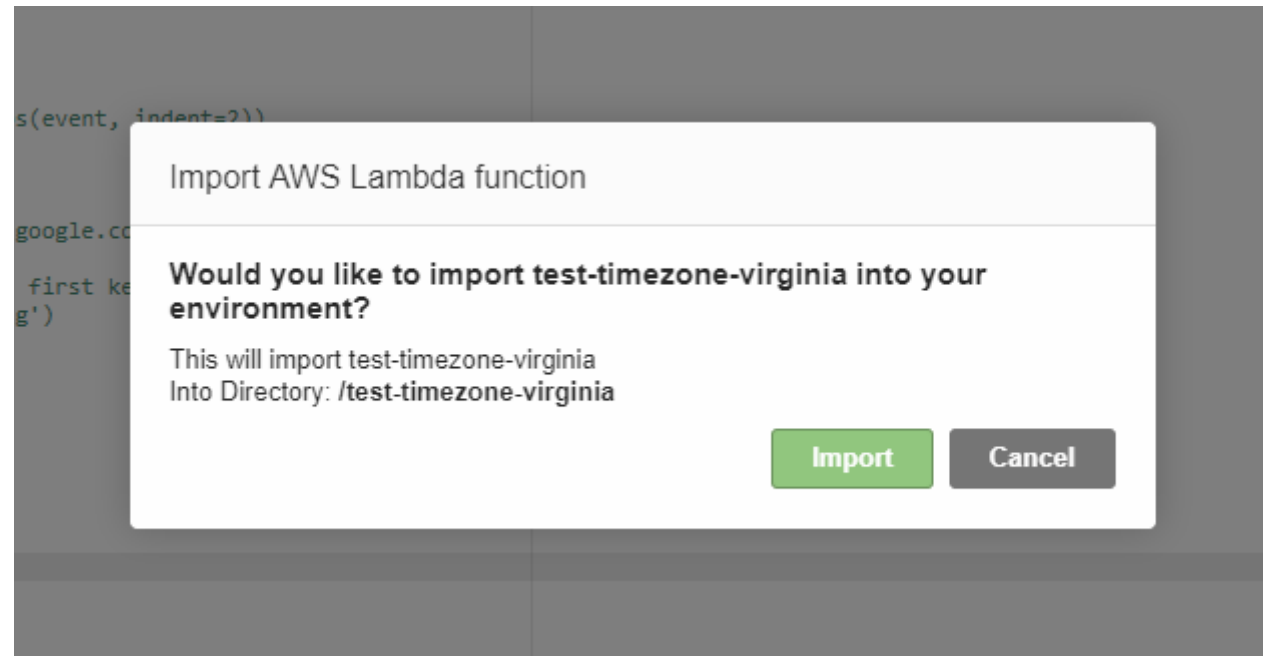 s(event, indent=2))
Import AWS Lambda function
google.co
Would you like to import test-timezone-virginia into your
environment?
first ke
g')
This will import test-timezone-virginia
Into Directory: /test-timezone-virginia
Import Cancel